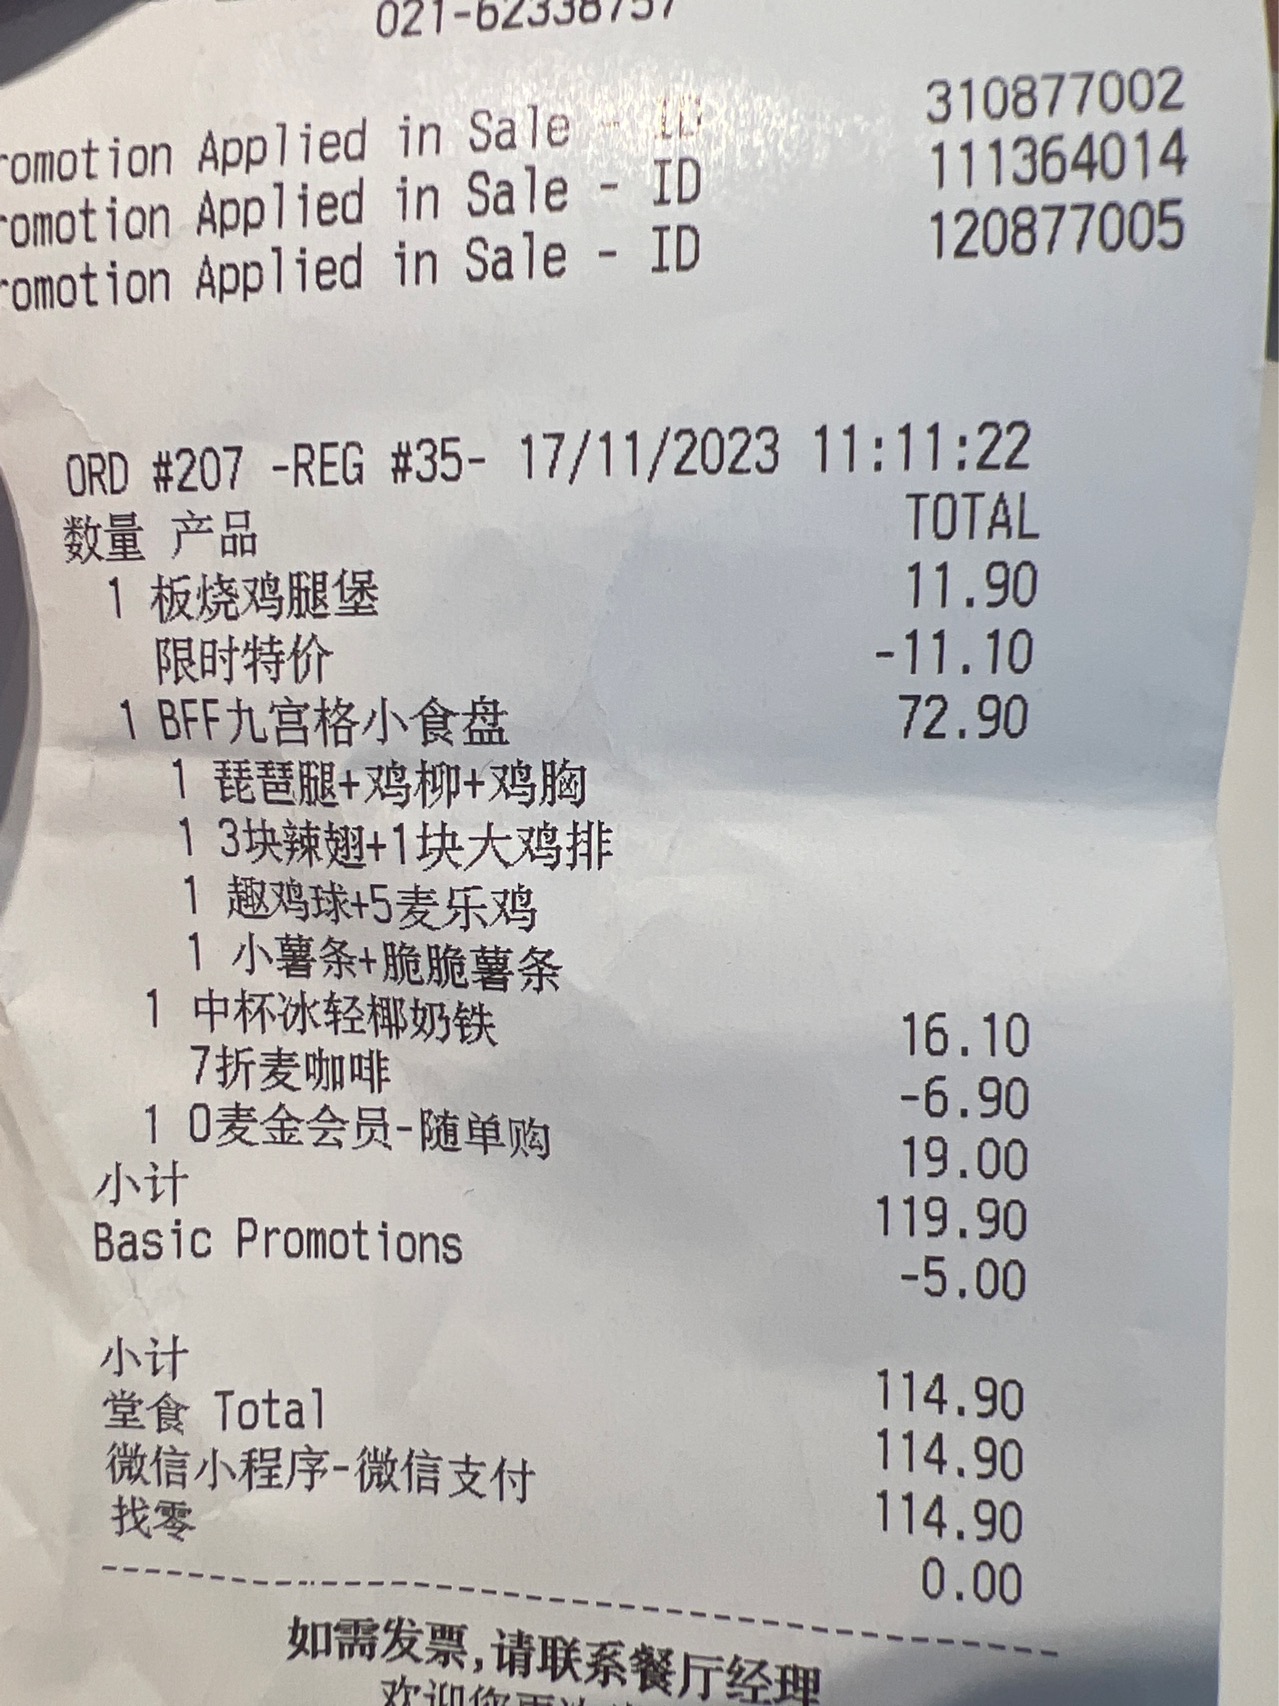 021-62338757
romotion Applied in Sale - ID 310877002
romotion Applied in Sale - ID 111364014
romotion Applied in Sale - ID 120877005
ORD #207 -REG #35- 17/11/2023 11:11:22
数量 产品 TOTAL
1 板烧鸡腿堡 11.90
限时特价 -11.10
1 BFF九宫格小食盘 72.90
1 琵琶腿+鸡柳+鸡胸
1 3块辣翅+1块大鸡排
1 趣鸡球+5麦乐鸡
1 小薯条+脆脆薯条
1 中杯冰轻椰奶铁 16.10
7折麦咖啡 -6.90
1 0麦金会员-随单购 19.00
小计 119.90
Basic Promotions -5.00
小计 114.90
堂食 Total 114.90
微信小程序-微信支付 114.90
找零 0.00
如需发票,请联系餐厅经理